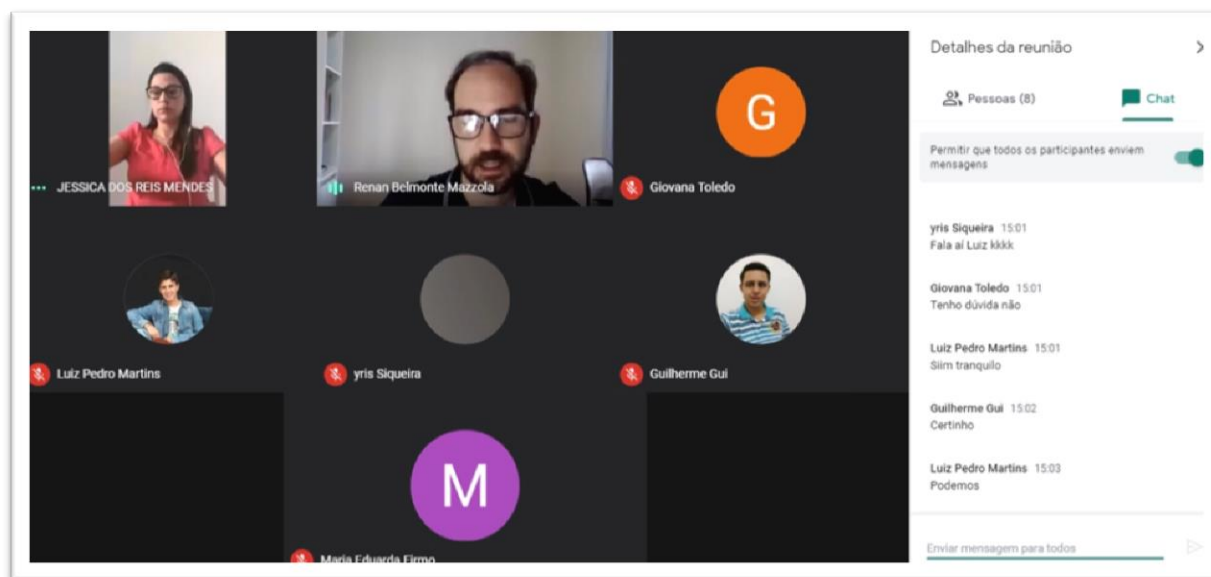 JESSICA DOS REIS MENDES
Renan Belmonte Mazzola
G
Giovana Toledo
Luiz Pedro Martins
yris Siqueira
Guilherme Gui
M
Maria Eduarda Firmo
Detalhes da reunião
Pessoas (8)
Chat
Permitir que todos os participantes enviem
mensagens
yris Siqueira 15:01
Fala aí Luiz kkkk
Giovana Toledo 15:01
Tenho dúvida não
Luiz Pedro Martins 15:01
Siim tranquilo
Guilherme Gui 15:02
Certinho
Luiz Pedro Martins 15:03
Podemos
Enviar mensagem para todos